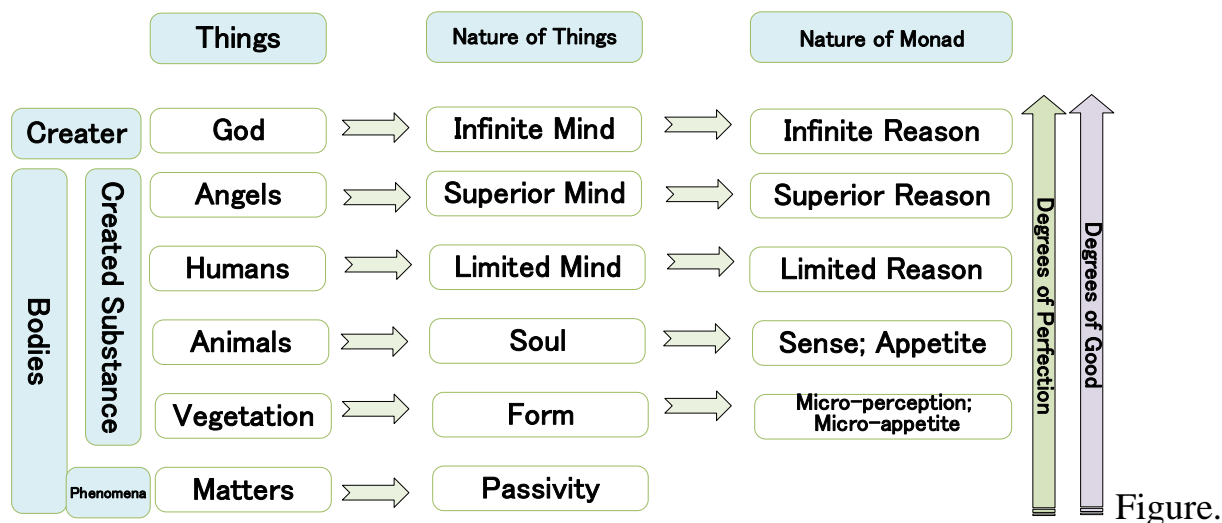 Things
Nature of Things
Nature of Monad
Creater
God
Infinite Mind
Infinite Reason
Bodies
Created Substance
Angels
Superior Mind
Superior Reason
Humans
Limited Mind
Limited Reason
Animals
Soul
Sense; Appetite
Vegetation
Form
Micro-perception;
Micro-appetite
Phenomena
Matters
Passivity
Degrees of Perfection
Degrees of Good
Figure.